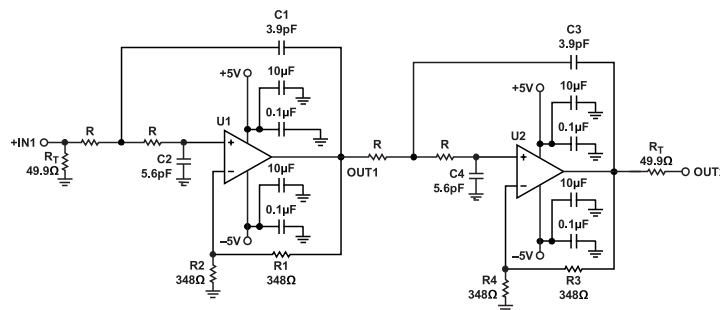 C1
3.9pF
+5V
10µF
0.1µF
U1
+IN1
R
R
RT
49.9Ω
C2
5.6pF
+
–
10µF
0.1µF
–5V
R2
348Ω
R1
348Ω
OUT1
C3
3.9pF
+5V
10µF
0.1µF
U2
R
R
C4
5.6pF
+
–
10µF
0.1µF
–5V
R4
348Ω
R3
348Ω
RT
49.9Ω